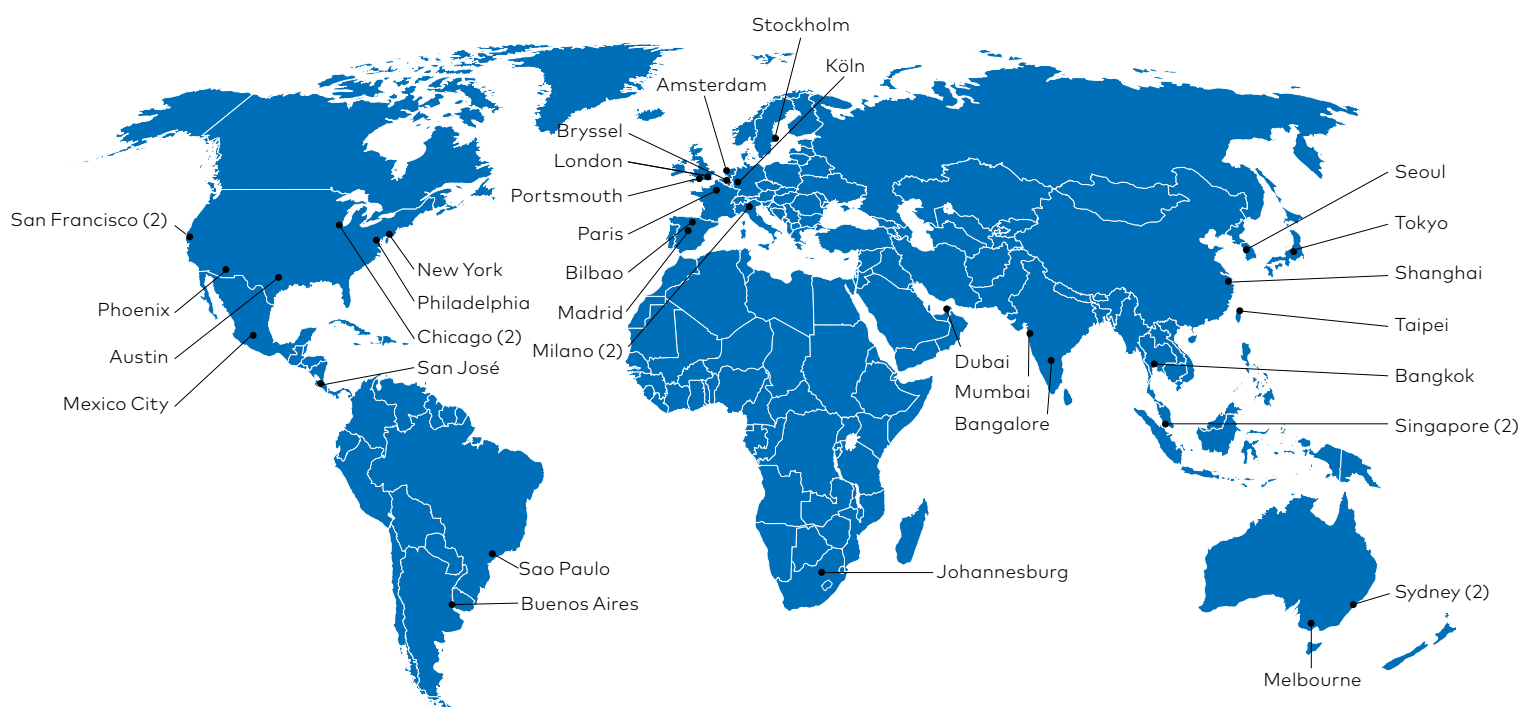 Stockholm
Köln
Amsterdam
Bryssel
London
Portsmouth
Paris
Bilbao
Madrid
Milano (2)
San Francisco (2)
Phoenix
Austin
Mexico City
New York
Philadelphia
Chicago (2)
San José
Sao Paulo
Buenos Aires
Johannesburg
Dubai
Mumbai
Bangalore
Seoul
Tokyo
Shanghai
Taipei
Bangkok
Singapore (2)
Sydney (2)
Melbourne